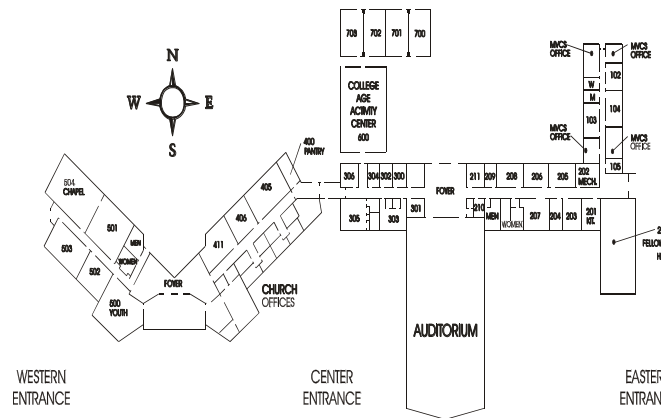 703 702 701 700
MVCS
OFFICE
MVCS
OFFICE
N
W E
S
COLLEGE
AGE
ACTIVITY
CENTER
600
W
M
102
103
104
MVCS
OFFICE
MVCS
OFFICE
105
400
PANTRY
504
CHAPEL
405
306 304 302 300
FOYER
211 209 208 206 205 202
MECH.
501
406
305 303 301
210 MEN WOMEN 207 204 203 201
KIT.
503
MEN
411
502
WOMEN
FOYER
500
YOUTH
CHURCH
OFFICES
AUDITORIUM
WESTERN
ENTRANCE
CENTER
ENTRANCE